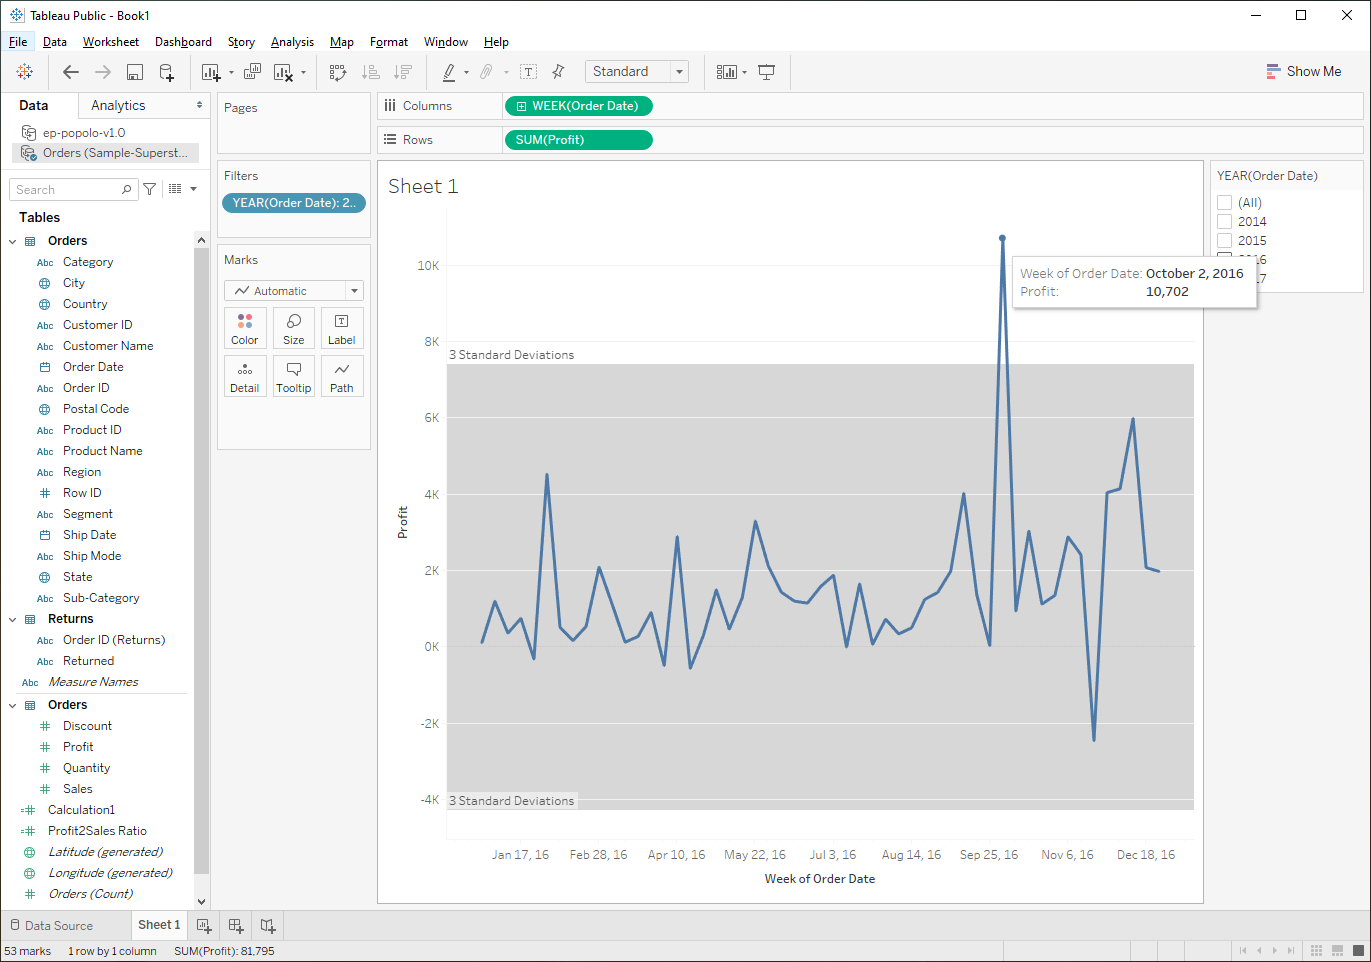 Tableau Public - Book1
File Data Worksheet Dashboard Story Analysis Map Format Window Help
Standard
Show Me
Data
Analytics
ep-popolo-v1.0
Orders (Sample-Superst...
Search
Tables
Orders
Abc Category
City
Country
Abc Customer ID
Abc Customer Name
Order Date
Abc Order ID
Postal Code
Abc Product ID
Abc Product Name
Abc Region
Row ID
Abc Segment
Ship Date
Abc Ship Mode
State
Abc Sub-Category
Returns
Abc Order ID (Returns)
Abc Returned
Abc Measure Names
Orders
Discount
Profit
Quantity
Sales
Calculation1
Profit2Sales Ratio
Latitude (generated)
Longitude (generated)
Orders (Count)
Pages
Filters
YEAR(Order Date): 2..
Marks
Automatic
Color Size Label
Detail Tooltip Path
Columns
WEEK(Order Date)
Rows
SUM(Profit)
Sheet 1
10K
8K
6K
4K
2K
0K
-2K
-4K
Profit
3 Standard Deviations
3 Standard Deviations
Week of Order Date: October 2, 2016
Profit: 10,702
Jan 17, 16 Feb 28, 16 Apr 10, 16 May 22, 16 Jul 3, 16 Aug 14, 16 Sep 25, 16 Nov 6, 16 Dec 18, 16
Week of Order Date
YEAR(Order Date)
(All)
2014
2015
Data Source
Sheet 1
53 marks 1 row by 1 column SUM(Profit): 81,795